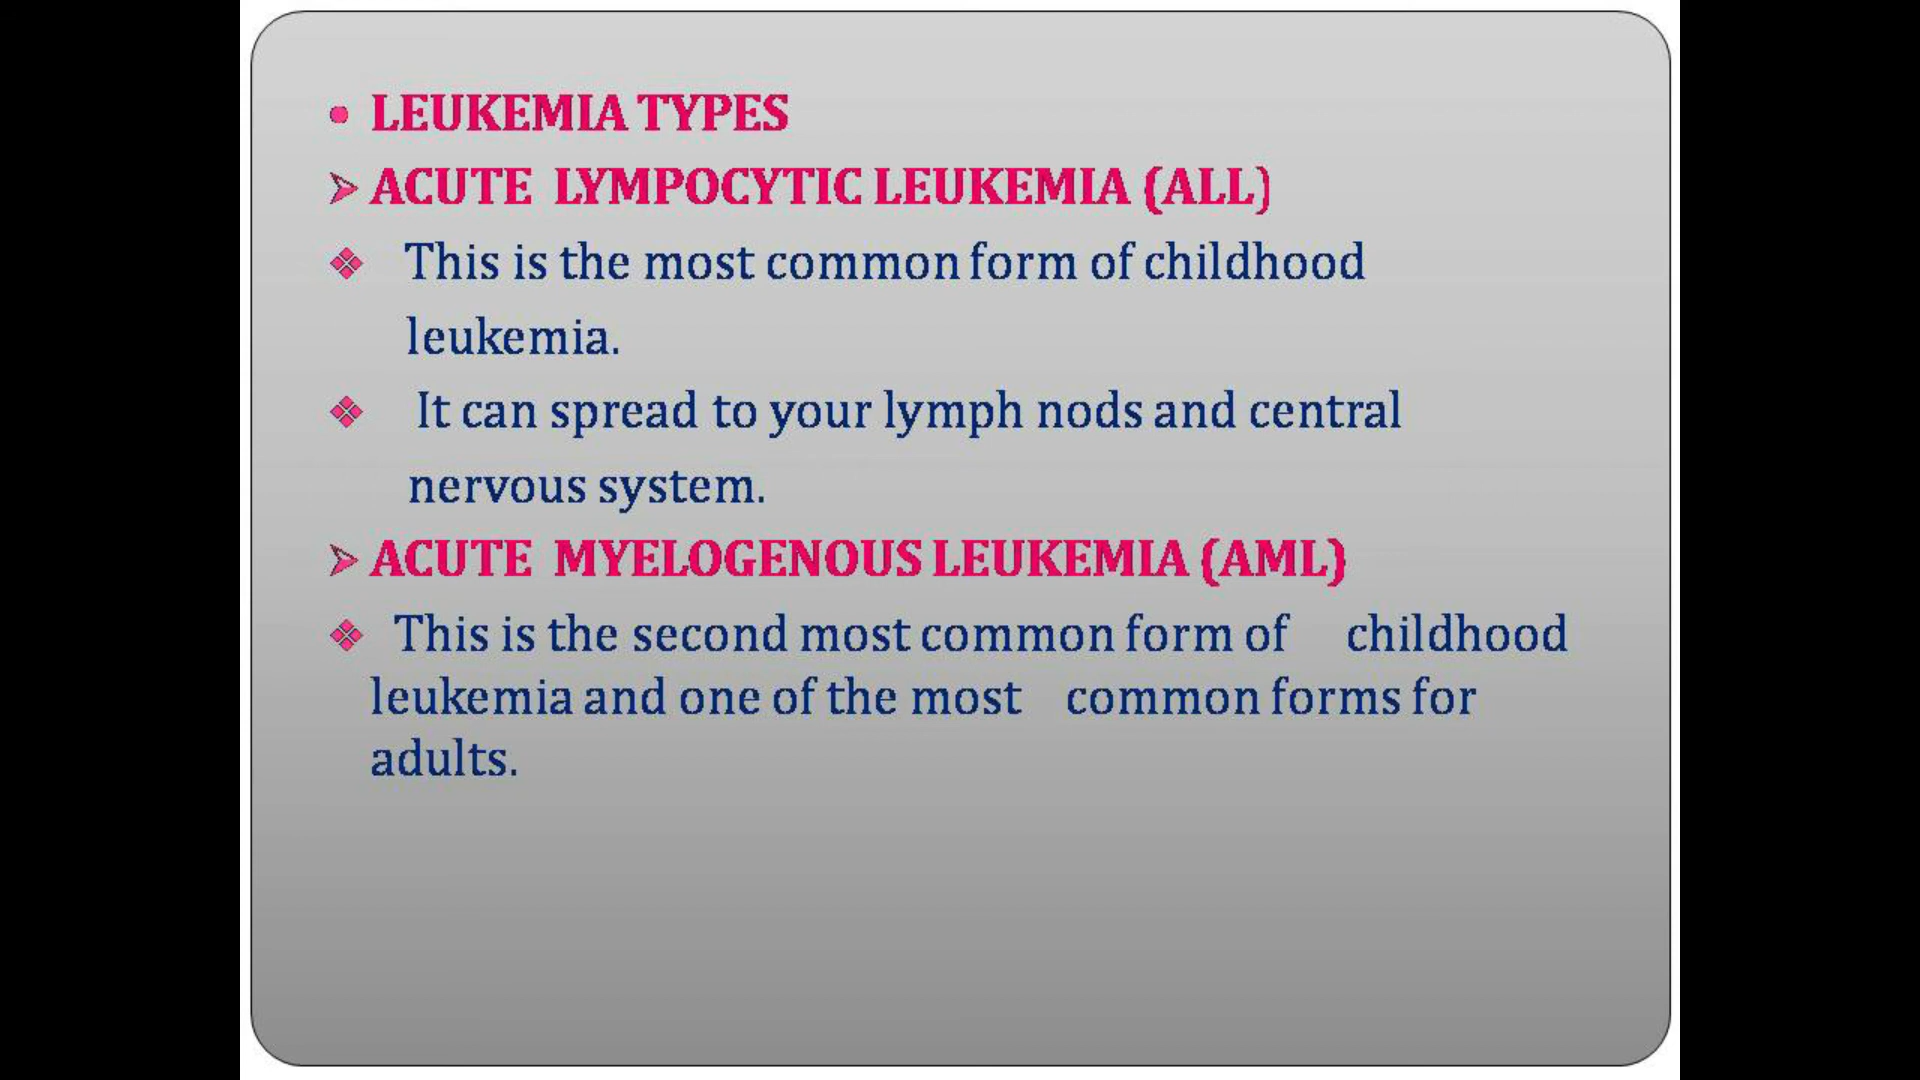 • LEUKEMIA TYPES
➢ ACUTE LYMPOCYTIC LEUKEMIA (ALL)
❖ This is the most common form of childhood
leukemia.
❖ It can spread to your lymph nods and central
nervous system.
➢ ACUTE MYELOGENOUS LEUKEMIA (AML)
❖ This is the second most common form of childhood
leukemia and one of the most common forms for
adults.